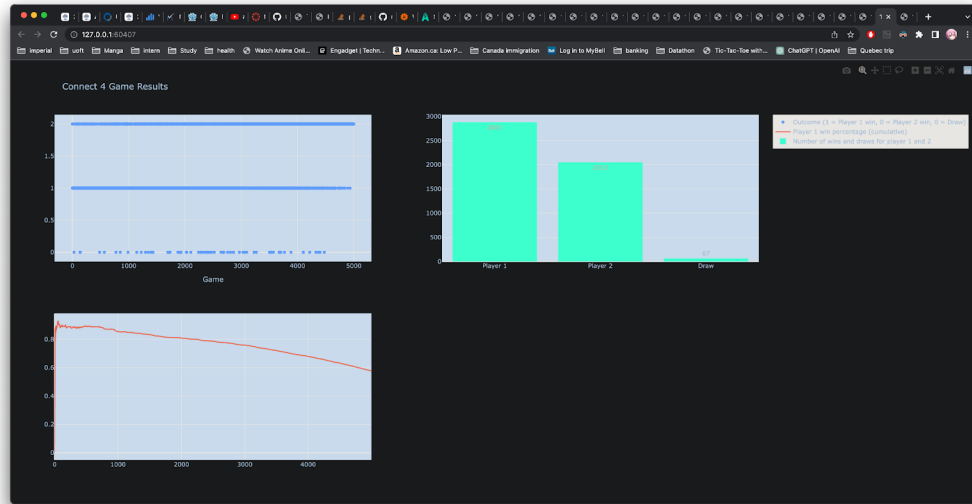 127.0.0.1:60407
Imperial
uoft
Manga
intern
Study
health
Watch Anime Onli...
Engadget | Techn...
Amazon.ca: Low P...
Canada immigration
Log in to MyBell
banking
Datathon
Tic-Tac-Toe with...
ChatGPT | OpenAI
Quebec trip
Connect 4 Game Results
2
1.5
1
0.5
0
0
1000
2000
3000
4000
5000
Game
3000
2500
2000
1500
1000
500
0
67
Player 1
Player 2
Draw
Outcome (1 = Player 1 win, 0 = Player 2 win, 0 = Draw)
Player 1 win percentage (cumulative)
Number of wins and draws for player 1 and 2
0.8
0.6
0.4
0.2
0
0
1000
2000
3000
4000